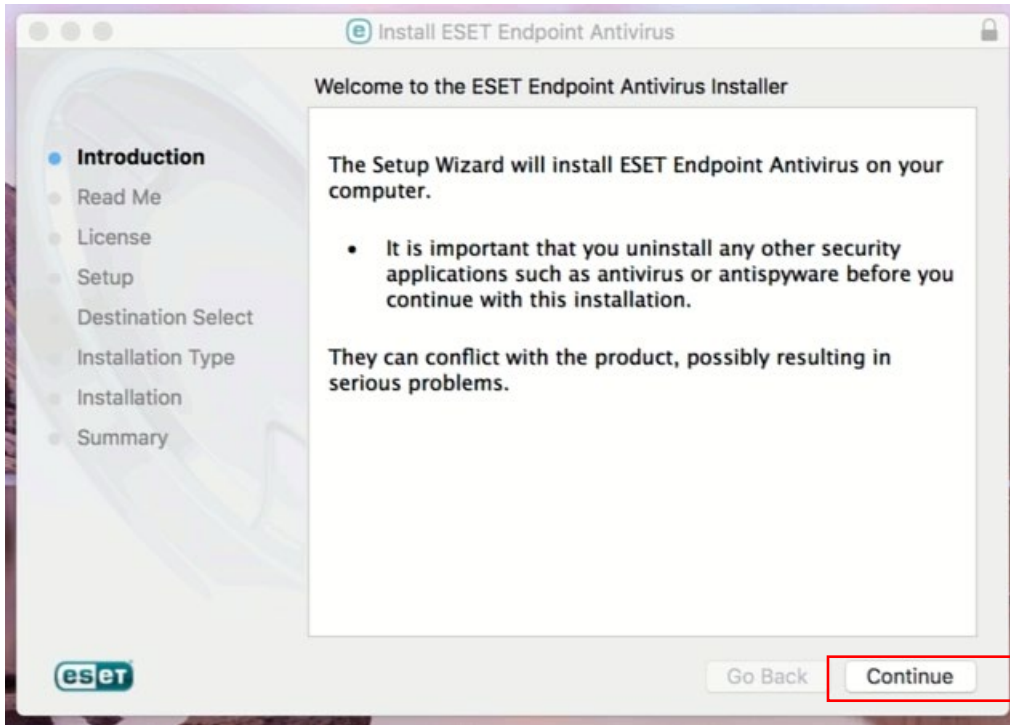 e Install ESET Endpoint Antivirus
Welcome to the ESET Endpoint Antivirus Installer
Introduction
Read Me
License
Setup
Destination Select
Installation Type
Installation
Summary
The Setup Wizard will install ESET Endpoint Antivirus on your
computer.
• It is important that you uninstall any other security
applications such as antivirus or antispyware before you
continue with this installation.
They can conflict with the product, possibly resulting in
serious problems.
eseT
Go Back Continue